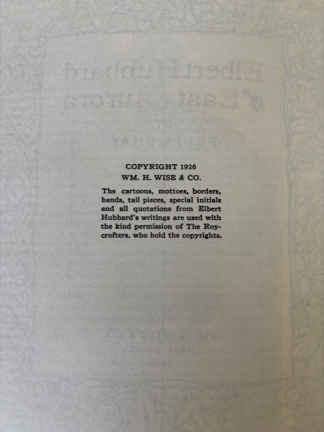 COPYRIGHT 1926
WM. H. WISE & CO.
The cartoons, mottoes, borders,
bands, tail pieces, special initials
and all quotations from Elbert
Hubbard's writings are used with
the kind permission of The Roy-
crofters, who hold the copyrights.